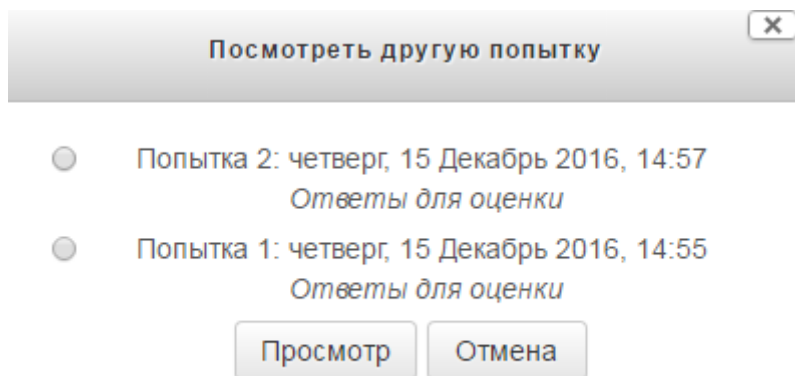 Посмотреть другую попытку
Попытка 2: четверг, 15 Декабрь 2016, 14:57
Ответы для оценки
Попытка 1: четверг, 15 Декабрь 2016, 14:55
Ответы для оценки
Просмотр Отмена